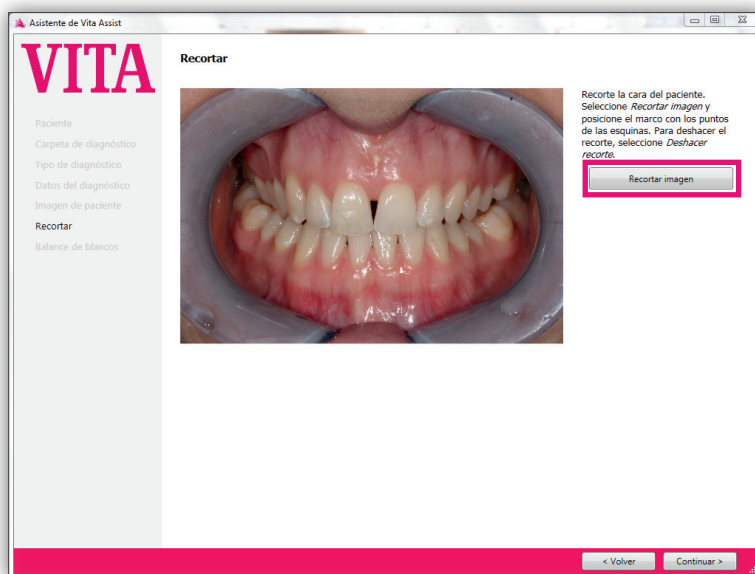 Asistente de Vita Assist
VITA
Paciente
Carpeta de diagnóstico
Tipo de diagnóstico
Datos del diagnóstico
Imagen de paciente
Recortar
Balance de blancos
Recortar
Recorte la cara del paciente.
Seleccione Recortar imagen y
posicione el marco con los puntos
de las esquinas. Para deshacer el
recorte, seleccione Deshacer
recorte.
Recortar imagen
< Volver
Continuar >